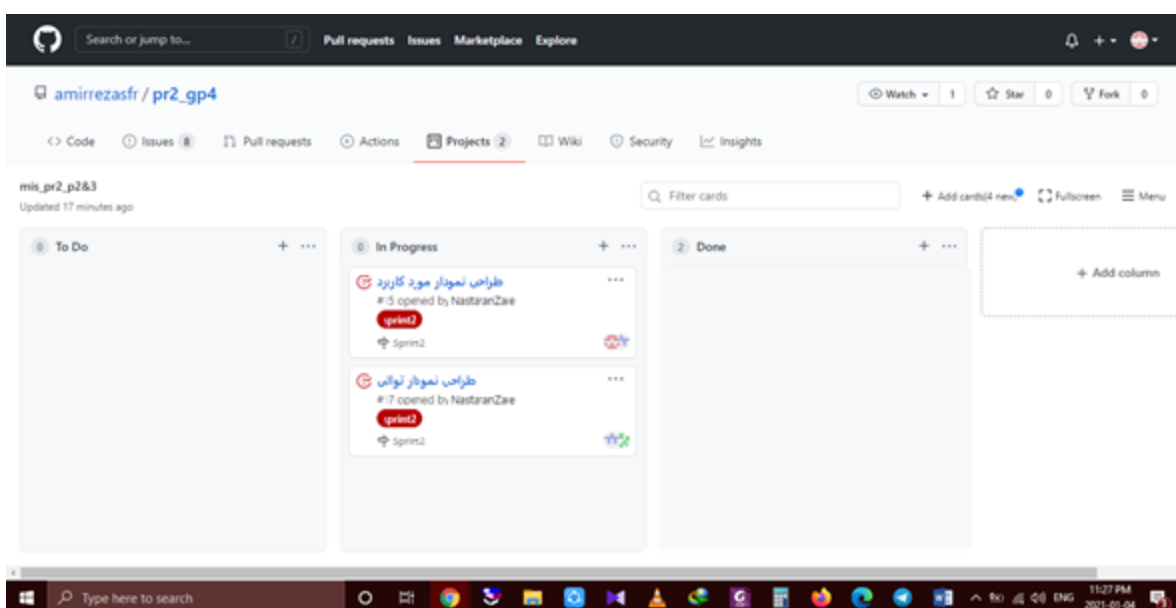 Search or jump to... /
Pull requests Issues Marketplace Explore
amirrezasfr / pr2_gp4
Watch 1 Star 0 Fork 0
Code Issues 8 Pull requests Actions Projects 2 Wiki Security Insights
mis_pr2_p2&3
Updated 17 minutes ago
Filter cards
+ Add cards(4 new) Fullscreen Menu
0 To Do + ...
0 In Progress + ...
طراحی نمودار مورد کاربرد ...
opened by NastaranZare
sprint2
Sprint2
طراحی نمودار توالی ...
opened by NastaranZare
sprint2
Sprint2
2 Done + ...
+ Add column
Type here to search
ENG
11:27 PM
2021-01-04